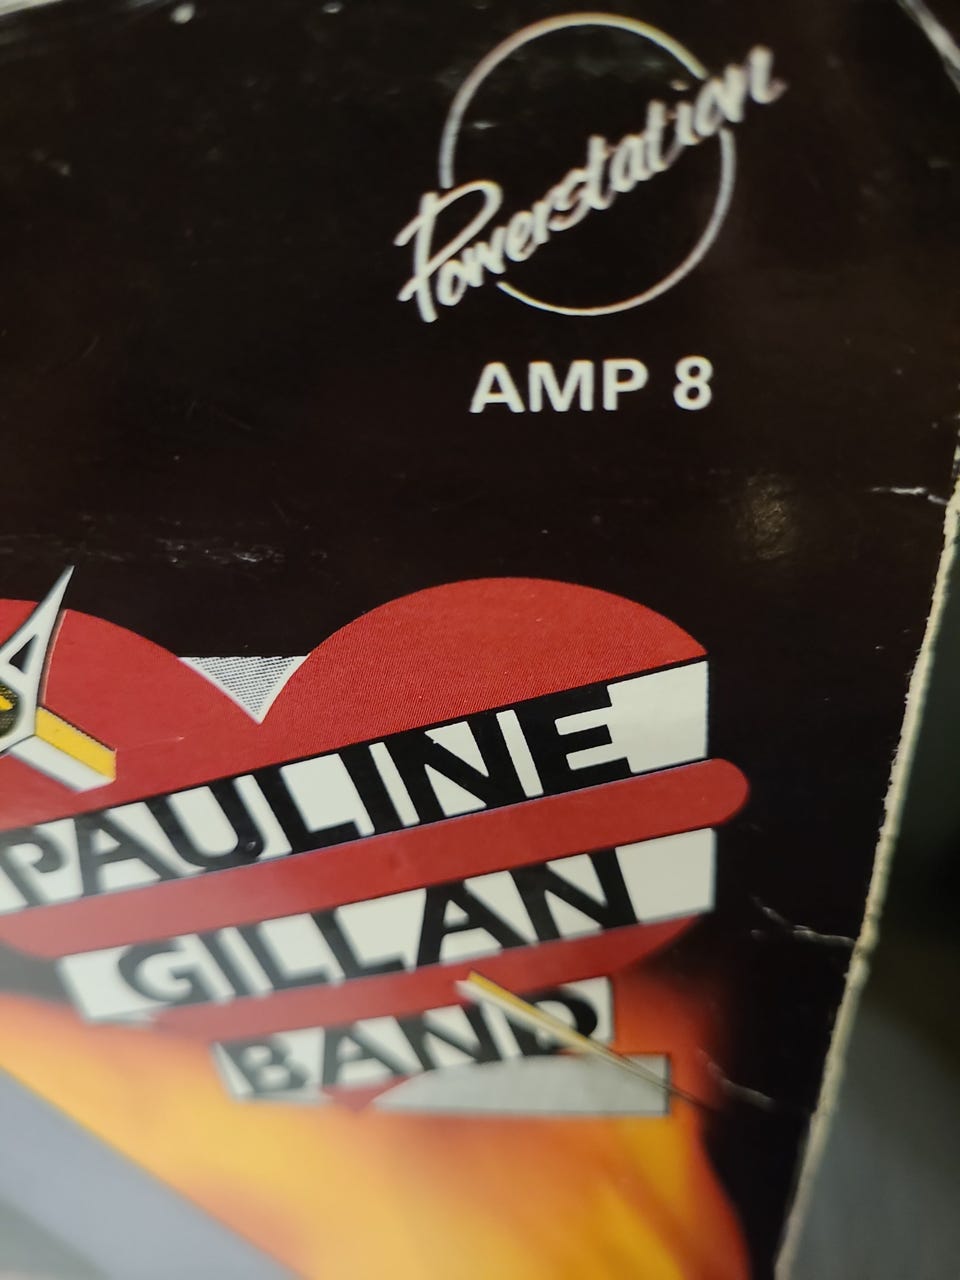 Powerstation
AMP 8
PAULINE
GILLAN
BAND